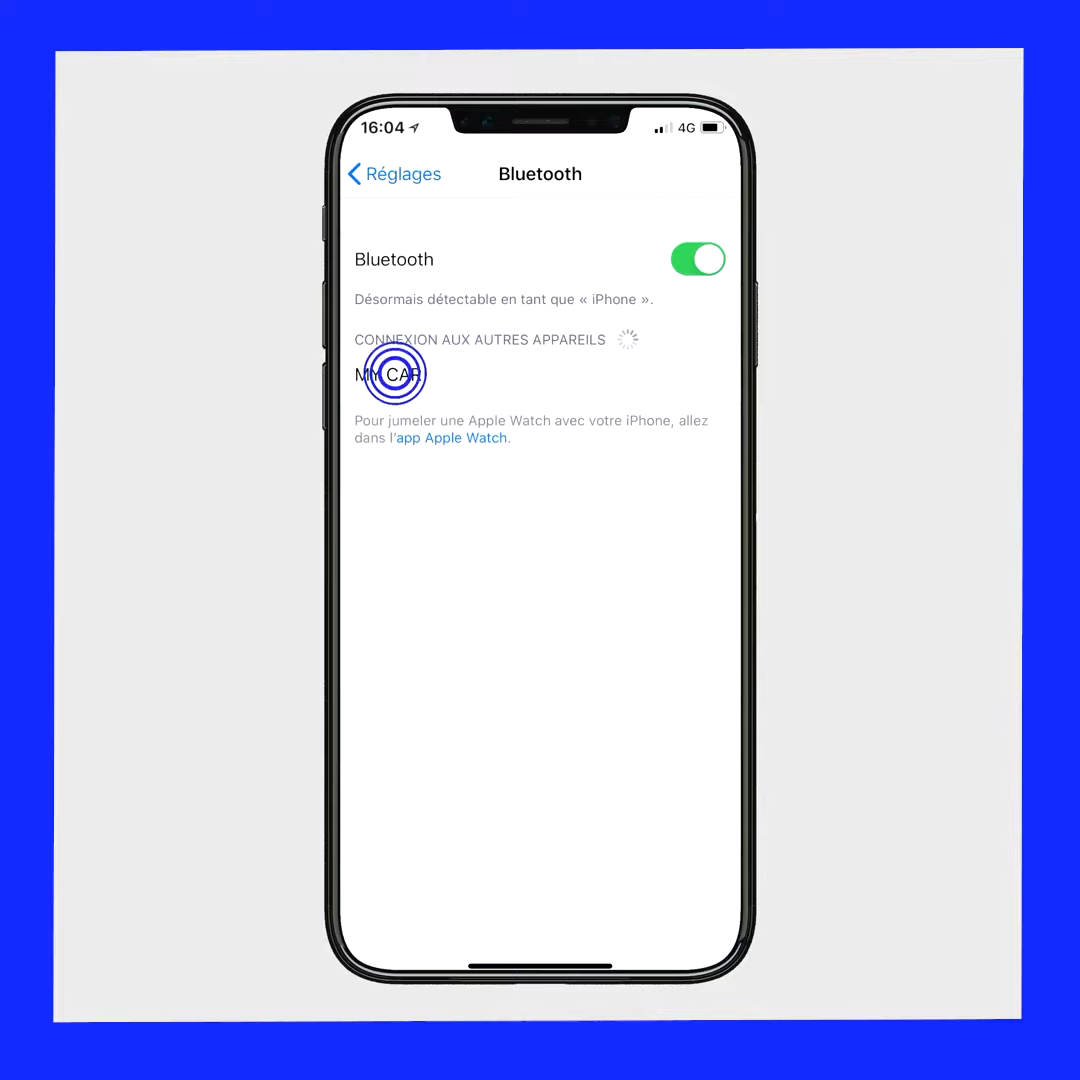 16:04
4G
Réglages
Bluetooth
Bluetooth
Désormais détectable en tant que « iPhone ».
CONNEXION AUX AUTRES APPAREILS
MY CAR
Pour jumeler une Apple Watch avec votre iPhone, allez
dans l'app Apple Watch.